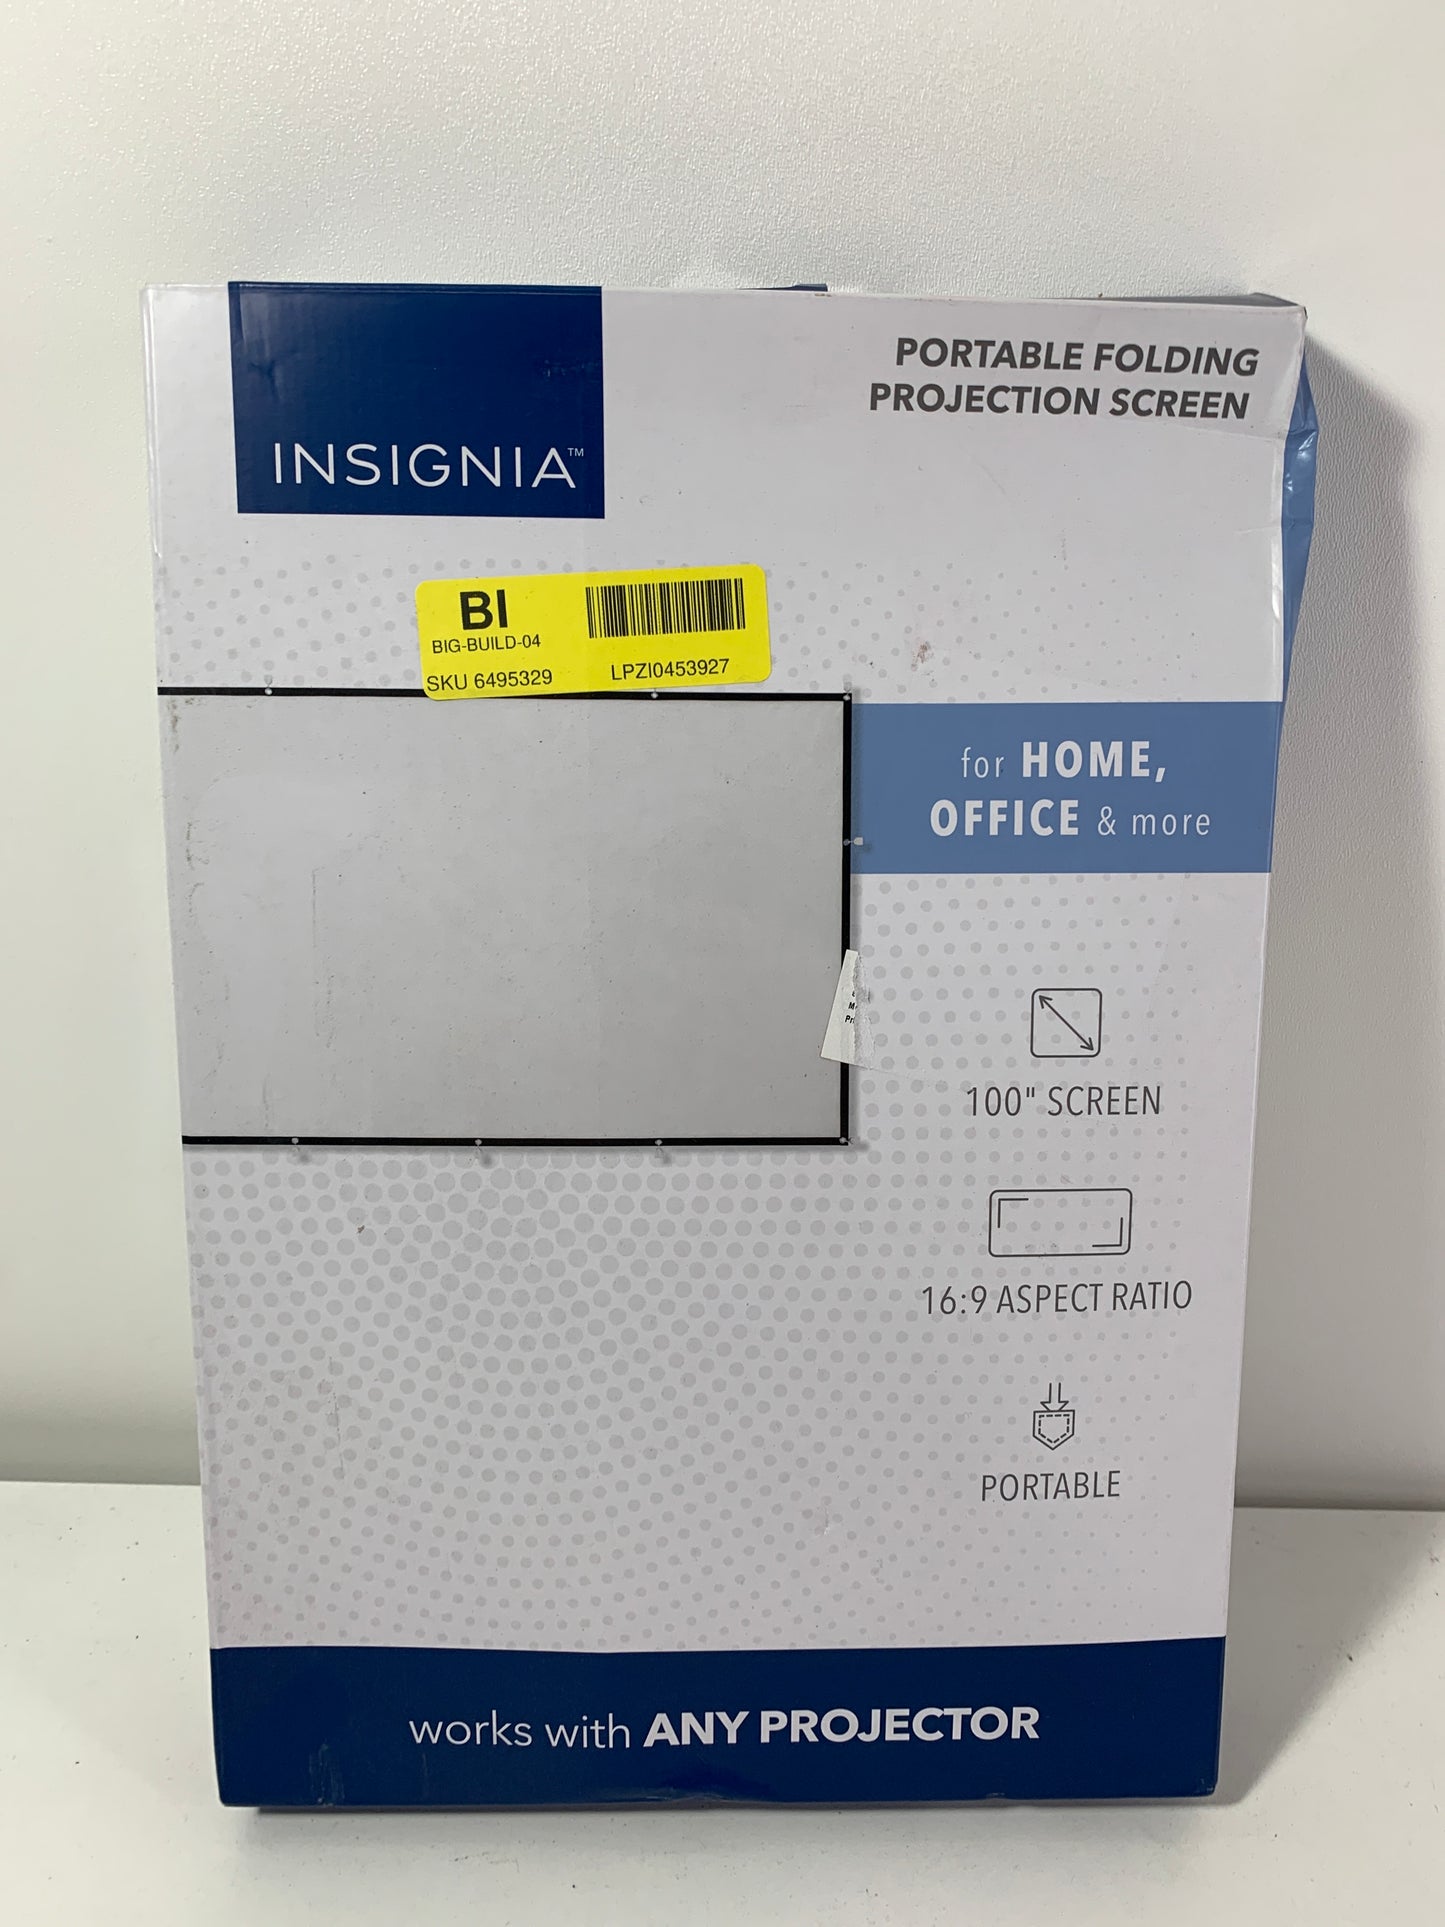 INSIGNIA™
PORTABLE FOLDING
PROJECTION SCREEN
BI
BIG-BUILD-04
SKU 6495329
LPZI0453927
for HOME,
OFFICE & more
100" SCREEN
16:9 ASPECT RATIO
PORTABLE
works with ANY PROJECTOR